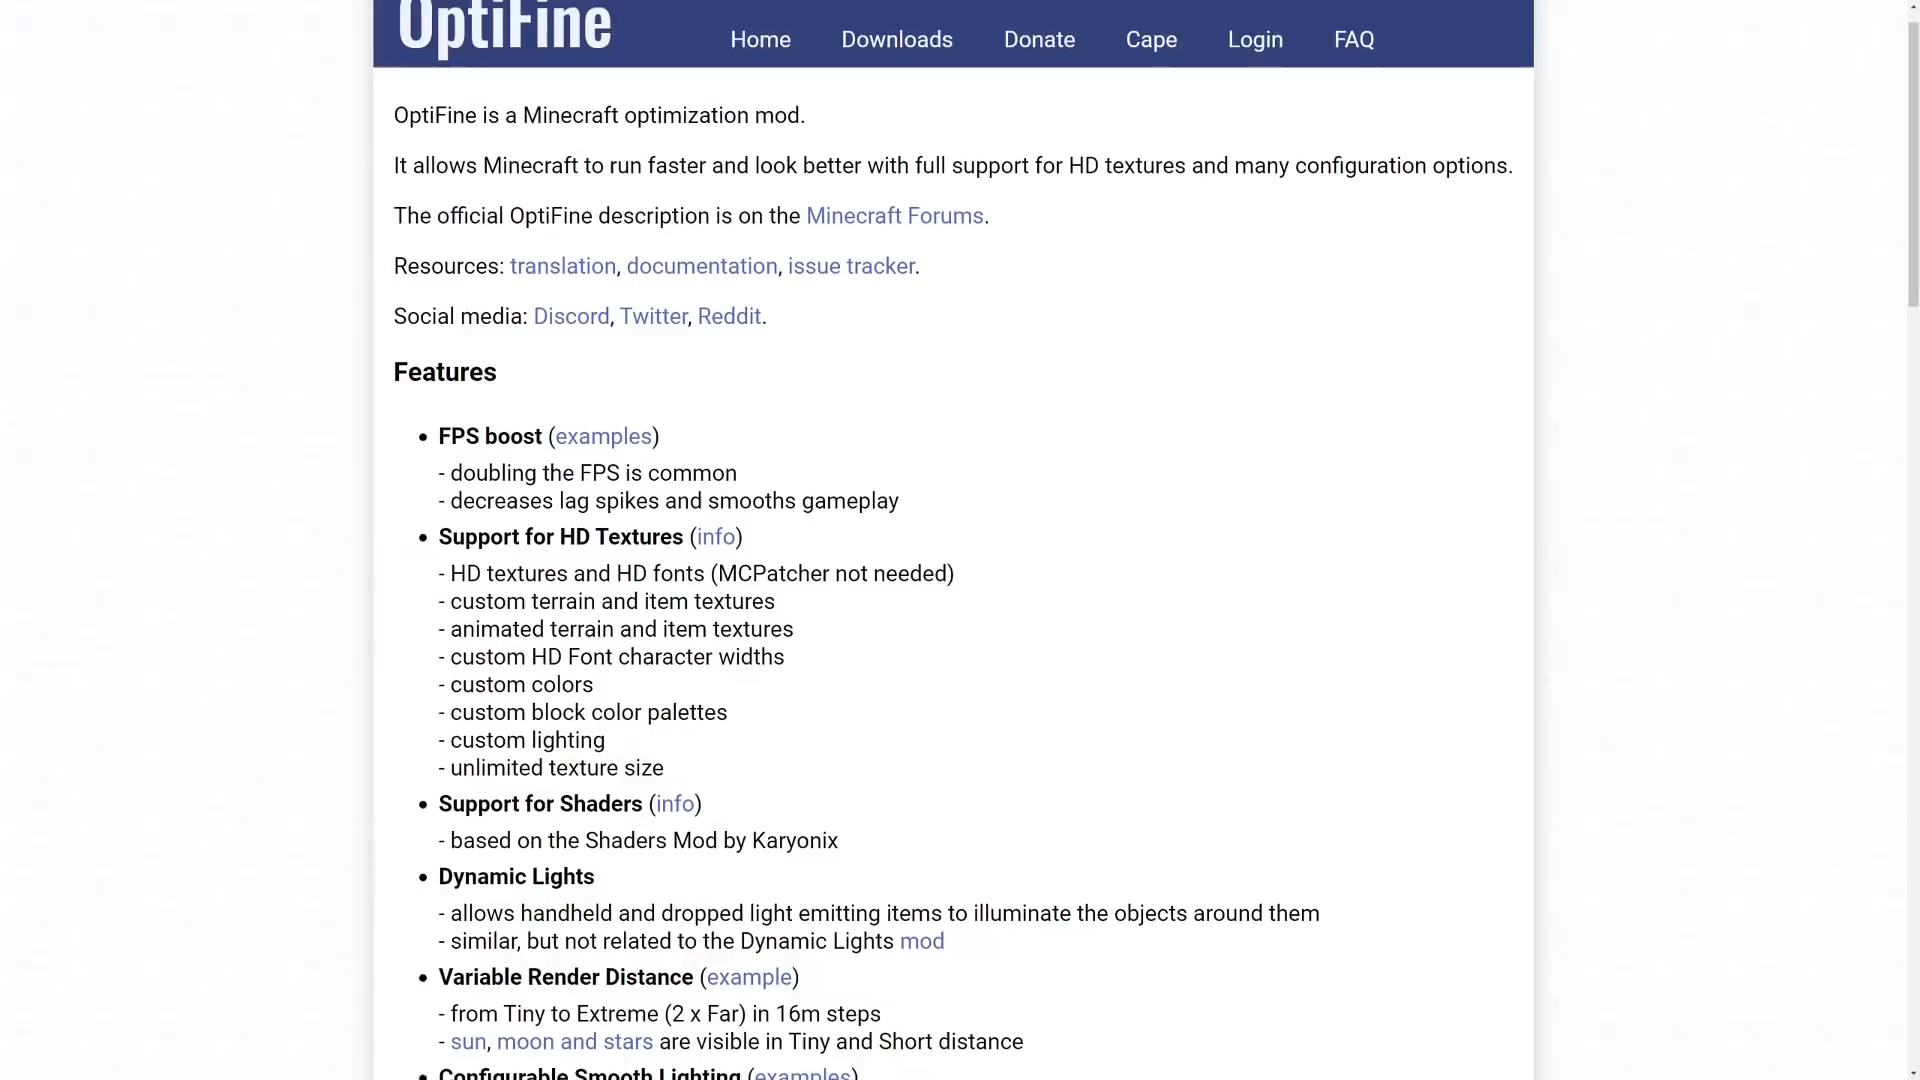 OptiFine
Home Downloads Donate Cape Login FAQ
OptiFine is a Minecraft optimization mod.
It allows Minecraft to run faster and look better with full support for HD textures and many configuration options.
The official OptiFine description is on the Minecraft Forums.
Resources: translation, documentation, issue tracker.
Social media: Discord, Twitter, Reddit.
Features
• FPS boost (examples)
- doubling the FPS is common
- decreases lag spikes and smooths gameplay
• Support for HD Textures (info)
- HD textures and HD fonts (MCPatcher not needed)
- custom terrain and item textures
- animated terrain and item textures
- custom HD Font character widths
- custom colors
- custom block color palettes
- custom lighting
- unlimited texture size
• Support for Shaders (info)
- based on the Shaders Mod by Karyonix
• Dynamic Lights
- allows handheld and dropped light emitting items to illuminate the objects around them
- similar, but not related to the Dynamic Lights mod
• Variable Render Distance (example)
- from Tiny to Extreme (2 x Far) in 16m steps
- sun, moon and stars are visible in Tiny and Short distance
• Configurable Smooth Lighting (examples)